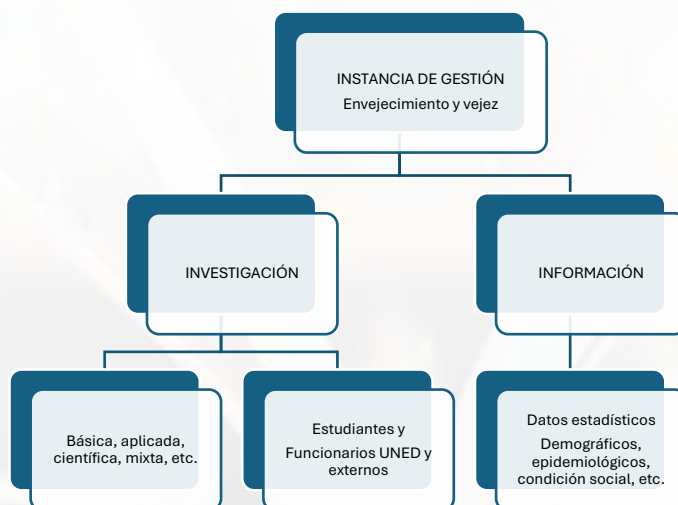 INSTANCIA DE GESTIÓN
Envejecimiento y vejez
INVESTIGACIÓN
INFORMACIÓN
Básica, aplicada,
científica, mixta, etc.
Estudiantes y
Funcionarios UNED y
externos
Datos estadísticos
Demográficos,
epidemiológicos,
condición social, etc.